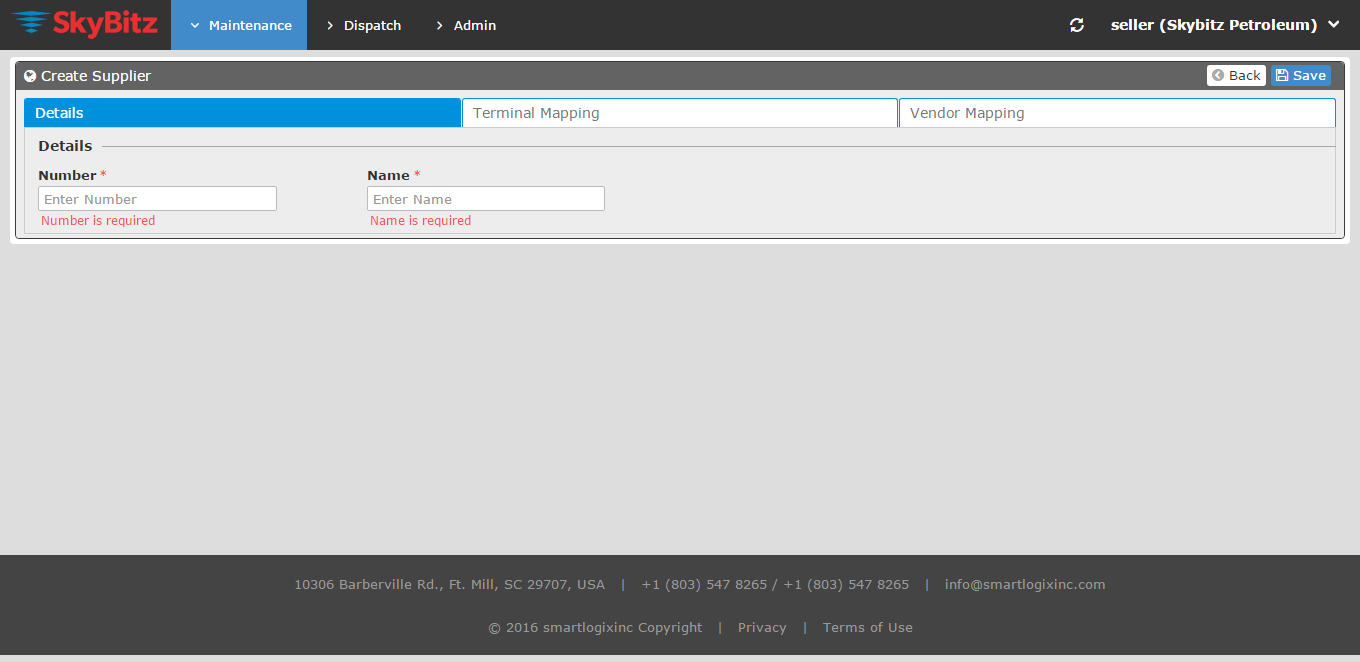 SkyBitz Maintenance Dispatch Admin seller (Skybitz Petroleum)
Create Supplier Back Save
Details Terminal Mapping Vendor Mapping
Details
Number * Name *
Enter Number Enter Name
Number is required Name is required
10306 Barberville Rd., Ft. Mill, SC 29707, USA | +1 (803) 547 8265 / +1 (803) 547 8265 | info@smartlogixinc.com
© 2016 smartlogixinc Copyright | Privacy | Terms of Use